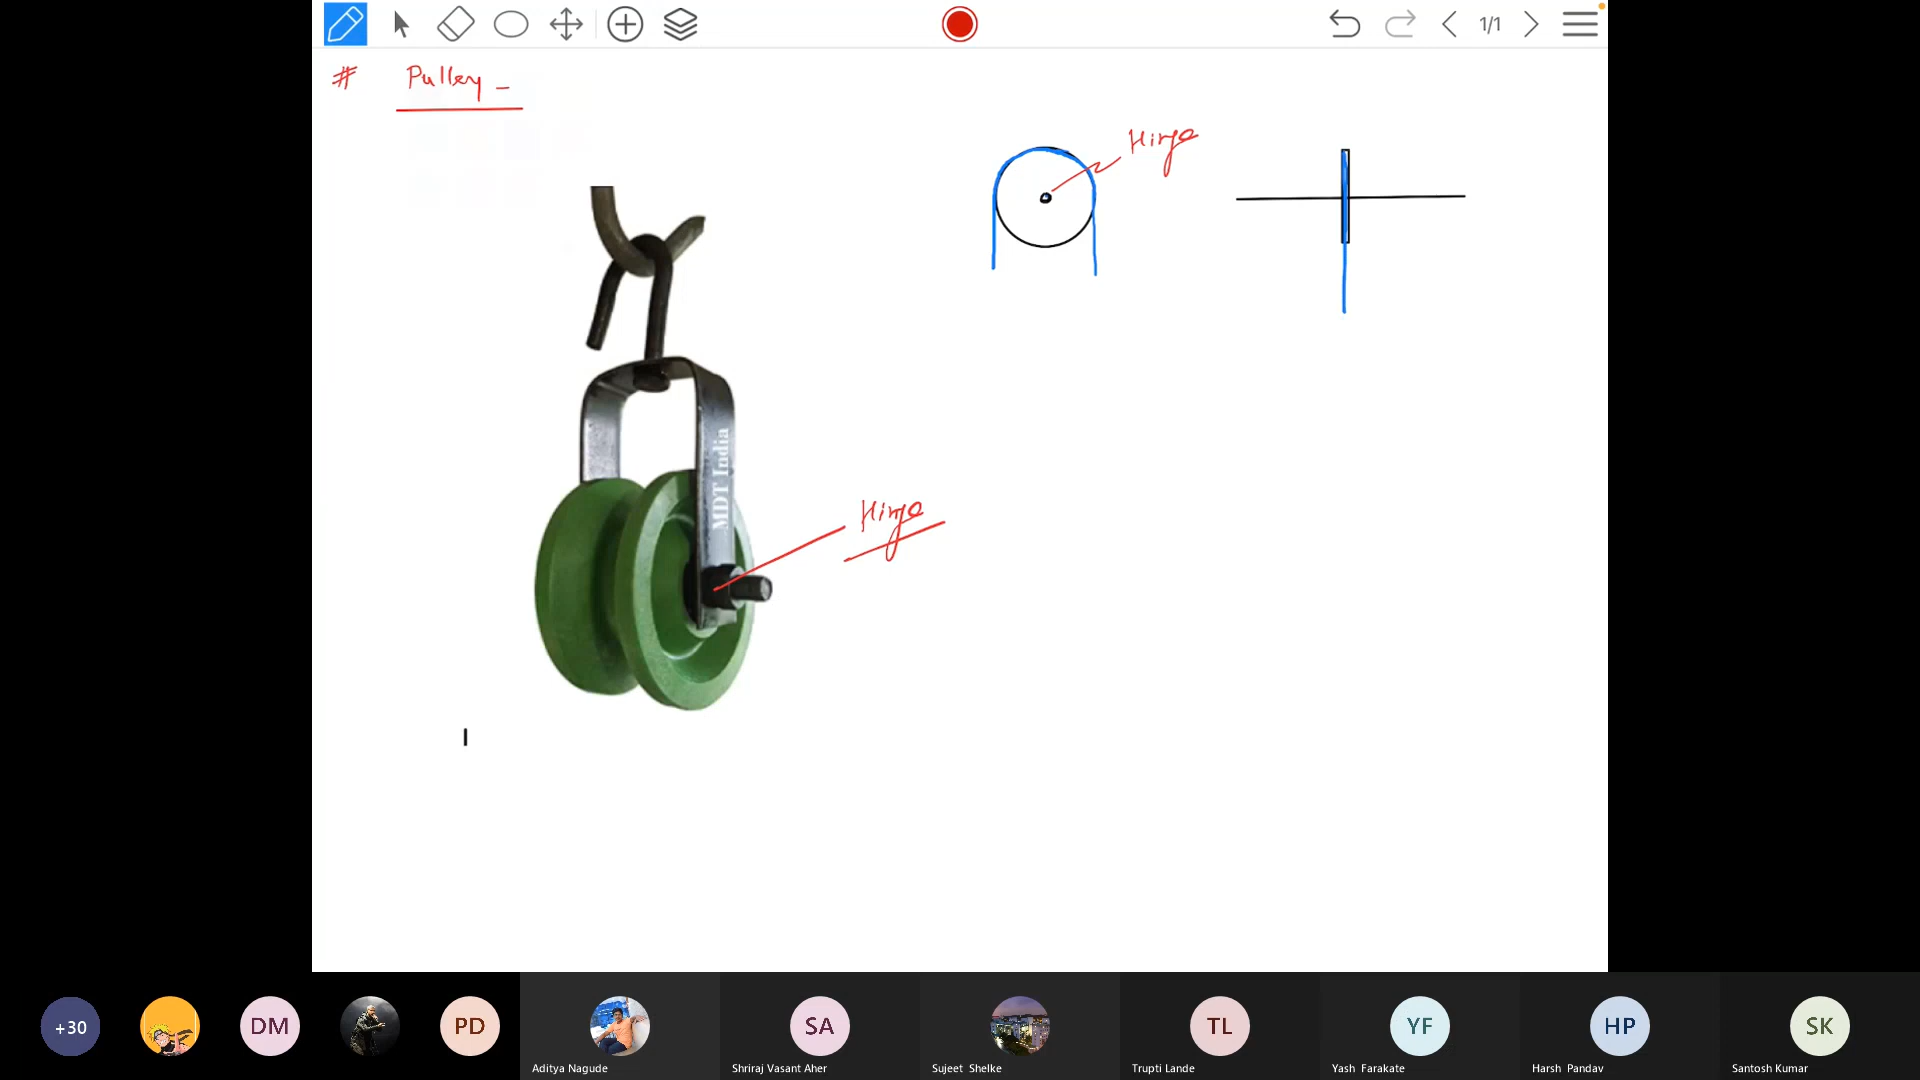 1/1
# Pulley -
Hinge
MDT India
Hinge
+30
DM
PD
SA
TL
YF
HP
SK
Aditya Nagude
Shriraj Vasant Aher
Sujeet Shelke
Trupti Lande
Yash Farakate
Harsh Pandav
Santosh Kumar